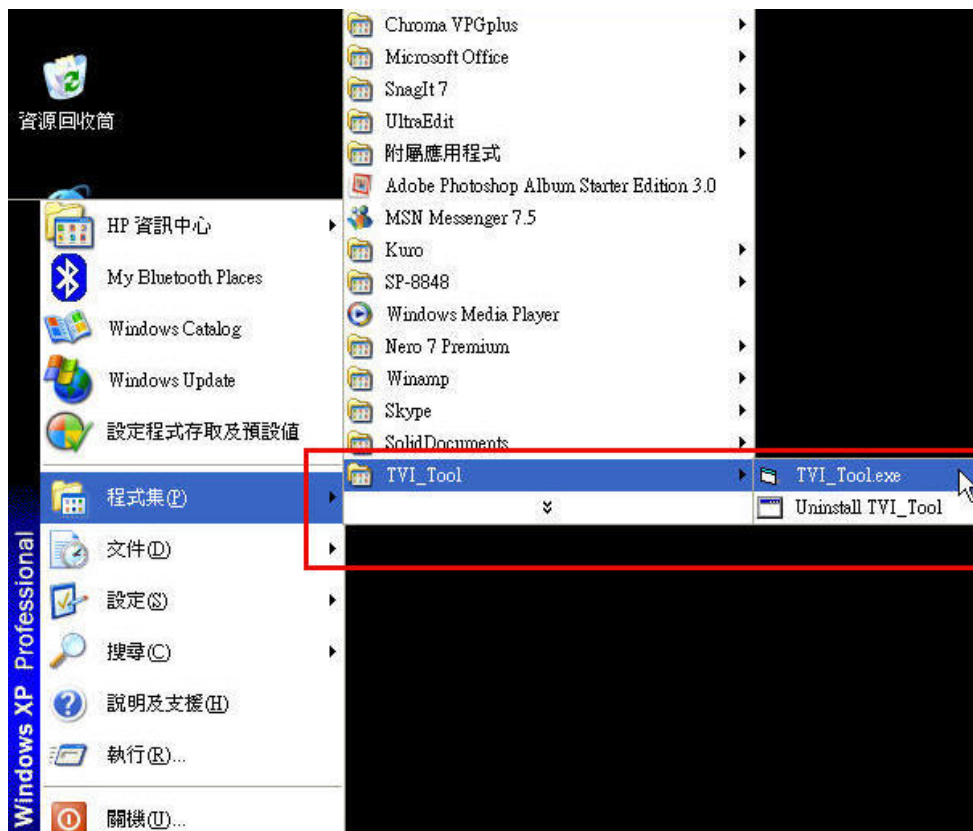 資源回收筒
HP 資訊中心
My Bluetooth Places
Windows Catalog
Windows Update
設定程式存取及預設值
程式集(P)
文件(D)
設定(S)
搜尋(C)
說明及支援(H)
執行(R)...
關機(U)...
Windows XP Professional
Chroma VPGplus
Microsoft Office
SnagIt 7
UltraEdit
附屬應用程式
Adobe Photoshop Album Starter Edition 3.0
MSN Messenger 7.5
Kuro
SP-8848
Windows Media Player
Nero 7 Premium
Winamp
Skype
SolidDocuments
TVI_Tool
TVI_Tool.exe
Uninstall TVI_Tool